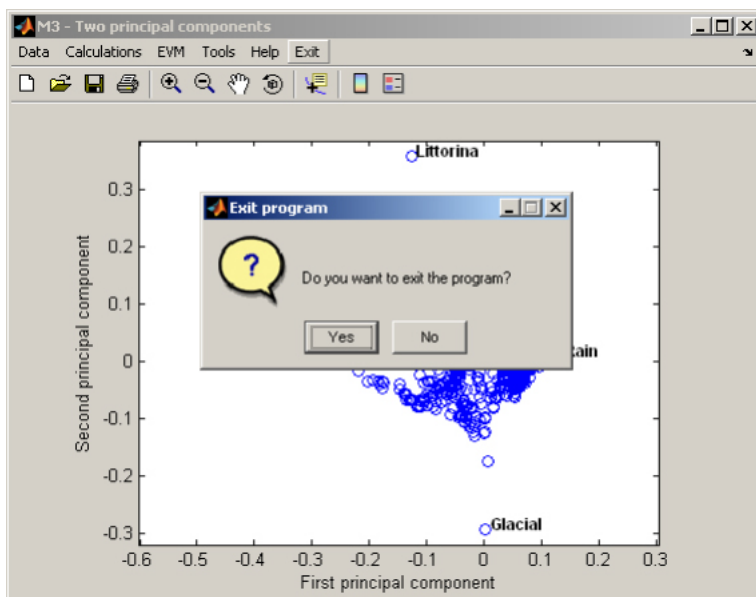 M3 - Two principal components
Data Calculations EVM Tools Help Exit
Littorina
0.3
Exit program
0.2
?
Do you want to exit the program?
0.1
Yes No
0
-0.1
-0.2
Glacial
-0.3
-0.6 -0.5 -0.4 -0.3 -0.2 -0.1 0 0.1 0.2 0.3
First principal component
Second principal component